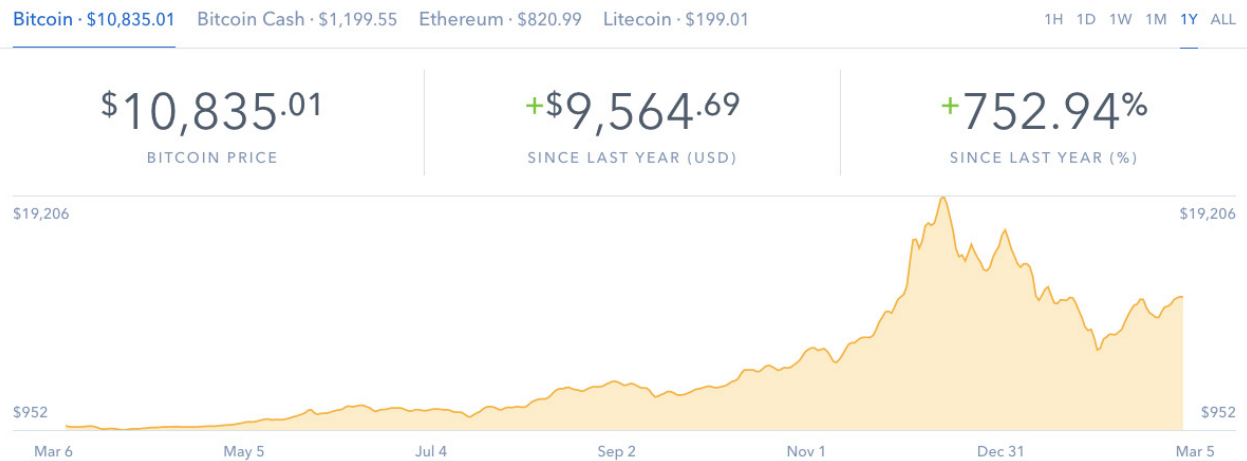 Bitcoin · $10,835.01 Bitcoin Cash · $1,199.55 Ethereum · $820.99 Litecoin · $199.01 1H 1D 1W 1M 1Y ALL
$10,835.01 +$9,564.69 +752.94%
BITCOIN PRICE SINCE LAST YEAR (USD) SINCE LAST YEAR (%)
$19,206 $19,206
$952 $952
Mar 6 May 5 Jul 4 Sep 2 Nov 1 Dec 31 Mar 5